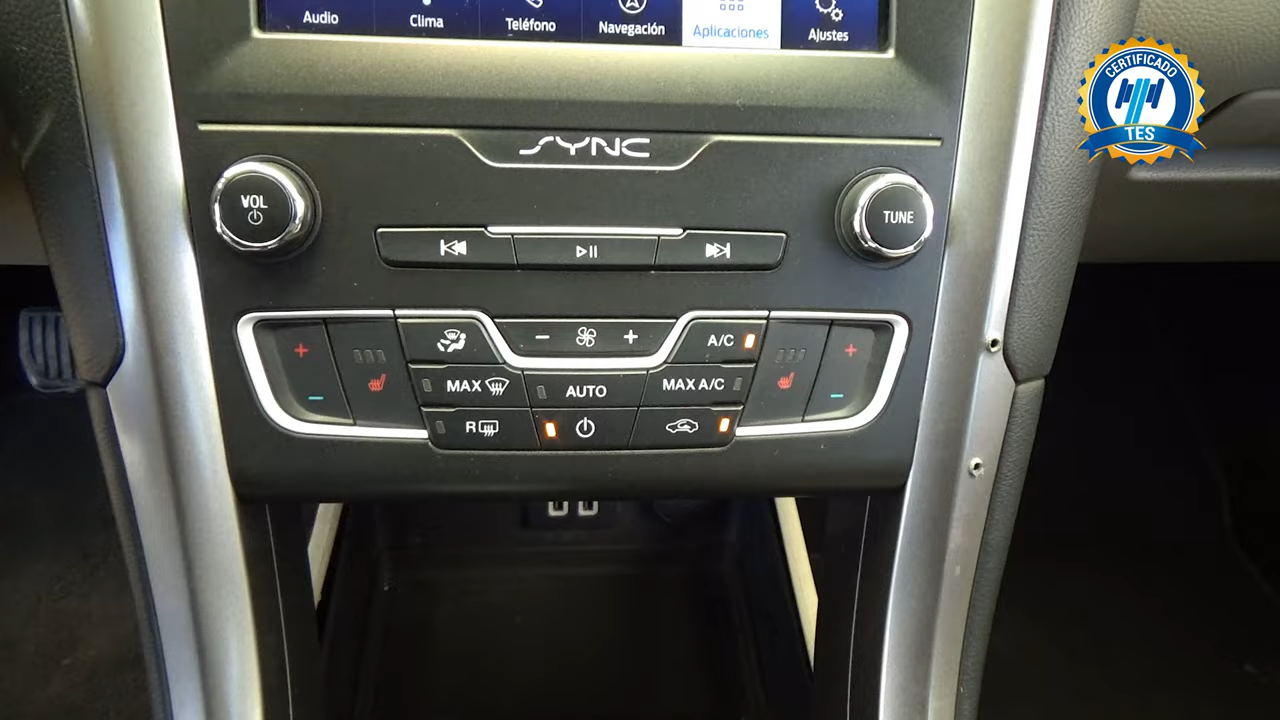 Audio
Clima
Teléfono
Navegación
Aplicaciones
Ajustes
CERTIFICADO
TES
SYNC
VOL
TUNE
A/C
MAX
AUTO
MAX A/C
R